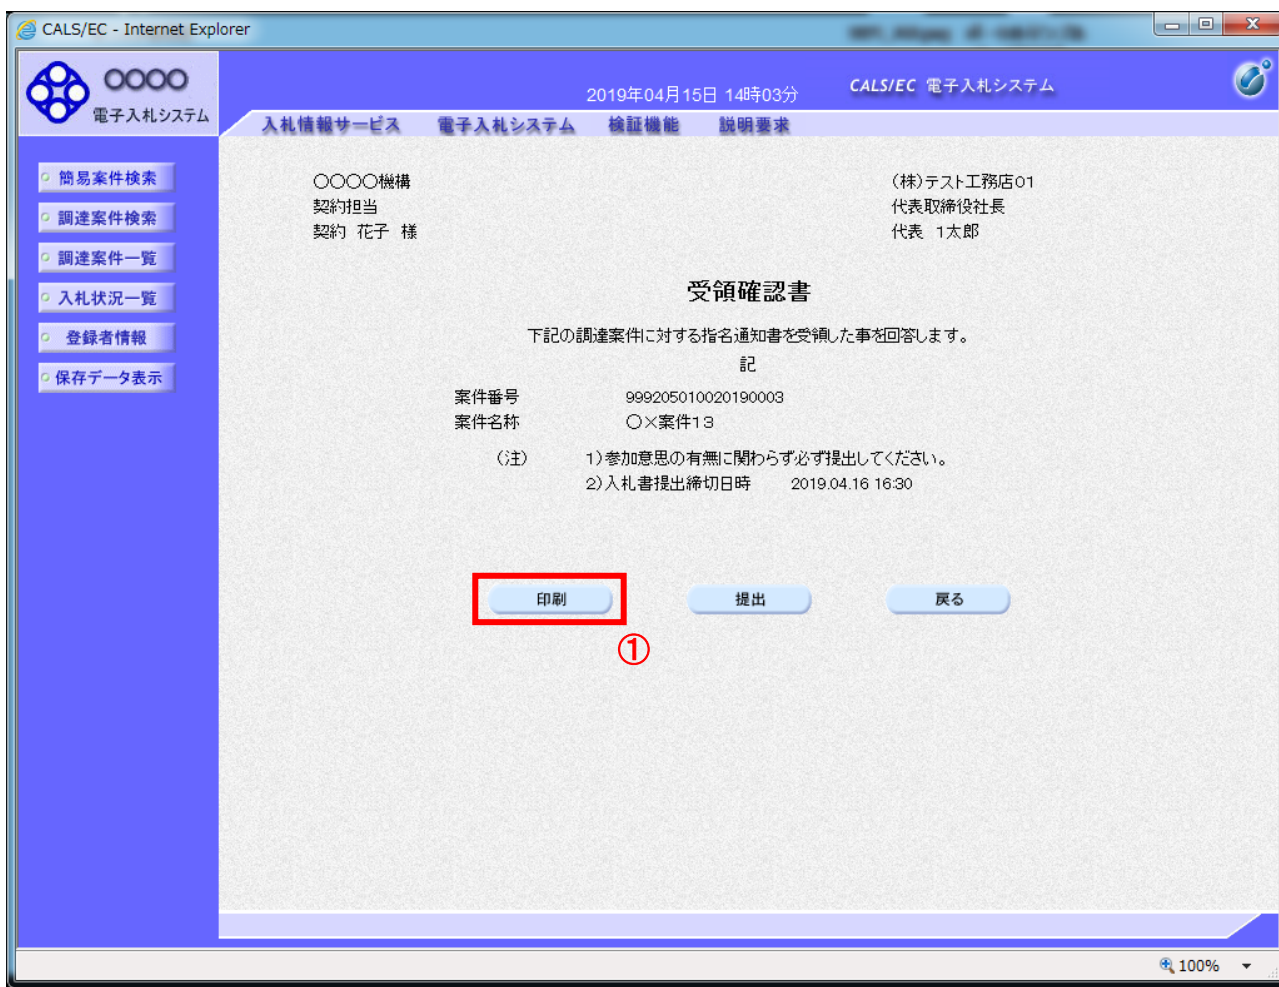 CALS/EC - Internet Explorer
〇〇〇〇
電子入札システム
2019年04月15日 14時03分
CALS/EC 電子入札システム
入札情報サービス 電子入札システム 検証機能 説明要求
簡易案件検索
調達案件検索
調達案件一覧
入札状況一覧
登録者情報
保存データ表示
〇〇〇〇機構
契約担当
契約 花子 様
(株)テスト工務店01
代表取締役社長
代表 1太郎
受領確認書
下記の調達案件に対する指名通知書を受領した事を回答します。
記
案件番号 999205010020190003
案件名称 〇×案件13
(注) 1)参加意思の有無に関わらず必ず提出してください。
2)入札書提出締切日時 2019.04.16 16:30
印刷 提出 戻る
①
100%